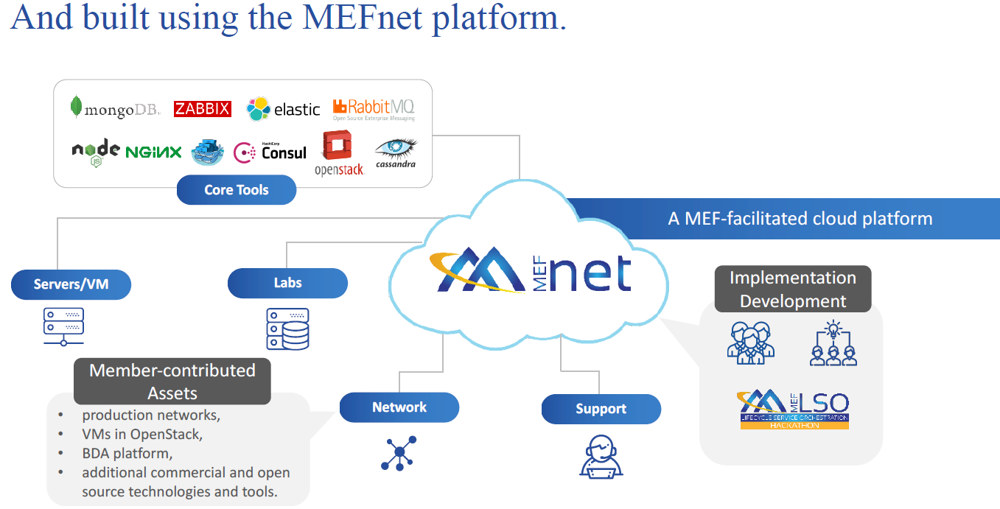 And built using the MEFnet platform.
mongoDB
ZABBIX
elastic
RabbitMQ
Open Source Enterprise Messaging
node
JS
NGiNX
HashiCorp
Consul
openstack
cassandra
Core Tools
A MEF-facilitated cloud platform
MEF net
Servers/VM
Labs
Implementation
Development
Member-contributed
Assets
• production networks,
• VMs in OpenStack,
• BDA platform,
• additional commercial and open
source technologies and tools.
Network
Support
MEF LSO
LIFECYCLE SERVICE ORCHESTRATION
HACKATHON